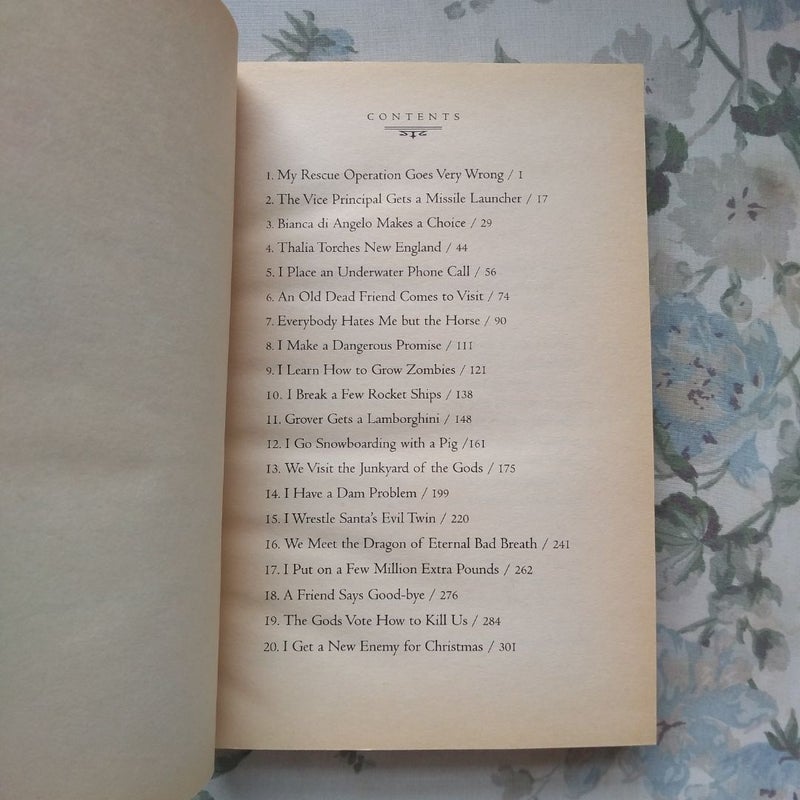 CONTENTS
1. My Rescue Operation Goes Very Wrong / 1
2. The Vice Principal Gets a Missile Launcher / 17
3. Bianca di Angelo Makes a Choice / 29
4. Thalia Torches New England / 44
5. I Place an Underwater Phone Call / 56
6. An Old Dead Friend Comes to Visit / 74
7. Everybody Hates Me but the Horse / 90
8. I Make a Dangerous Promise / 111
9. I Learn How to Grow Zombies / 121
10. I Break a Few Rocket Ships / 138
11. Grover Gets a Lamborghini / 148
12. I Go Snowboarding with a Pig /161
13. We Visit the Junkyard of the Gods / 175
14. I Have a Dam Problem / 199
15. I Wrestle Santa's Evil Twin / 220
16. We Meet the Dragon of Eternal Bad Breath / 241
17. I Put on a Few Million Extra Pounds / 262
18. A Friend Says Good-bye / 276
19. The Gods Vote How to Kill Us / 284
20. I Get a New Enemy for Christmas / 301